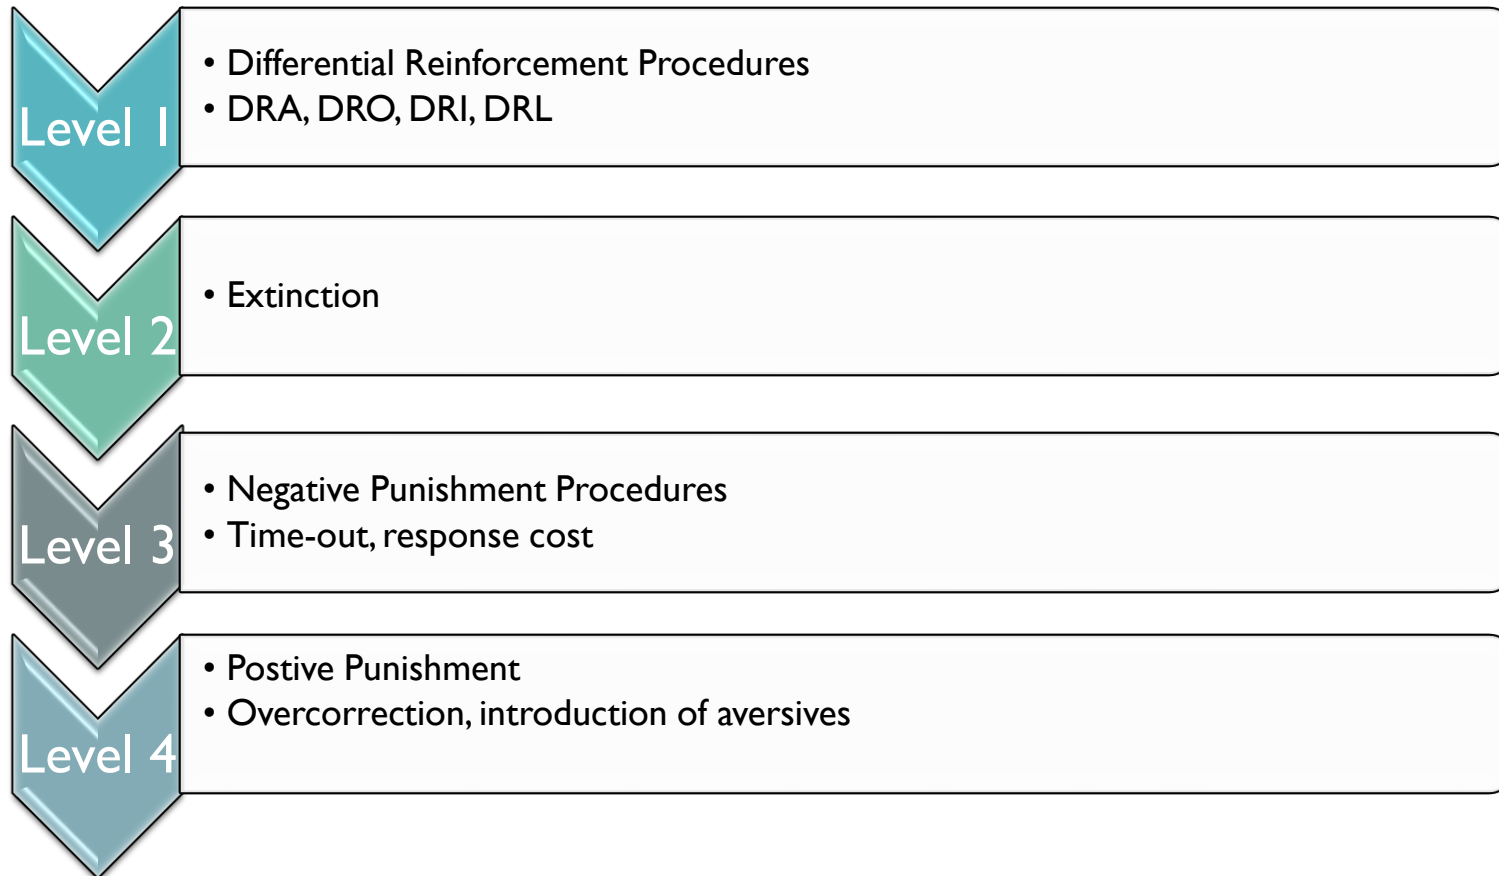 Level 1
• Differential Reinforcement Procedures
• DRA, DRO, DRI, DRL
Level 2
• Extinction
Level 3
• Negative Punishment Procedures
• Time-out, response cost
Level 4
• Postive Punishment
• Overcorrection, introduction of aversives